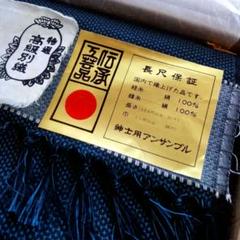 特選
高級別織
伝承
工芸品
長尺保証
国内で織上げた品です。
経糸 絹 100%
緯糸 絹 100%
紳士用アンサンブル